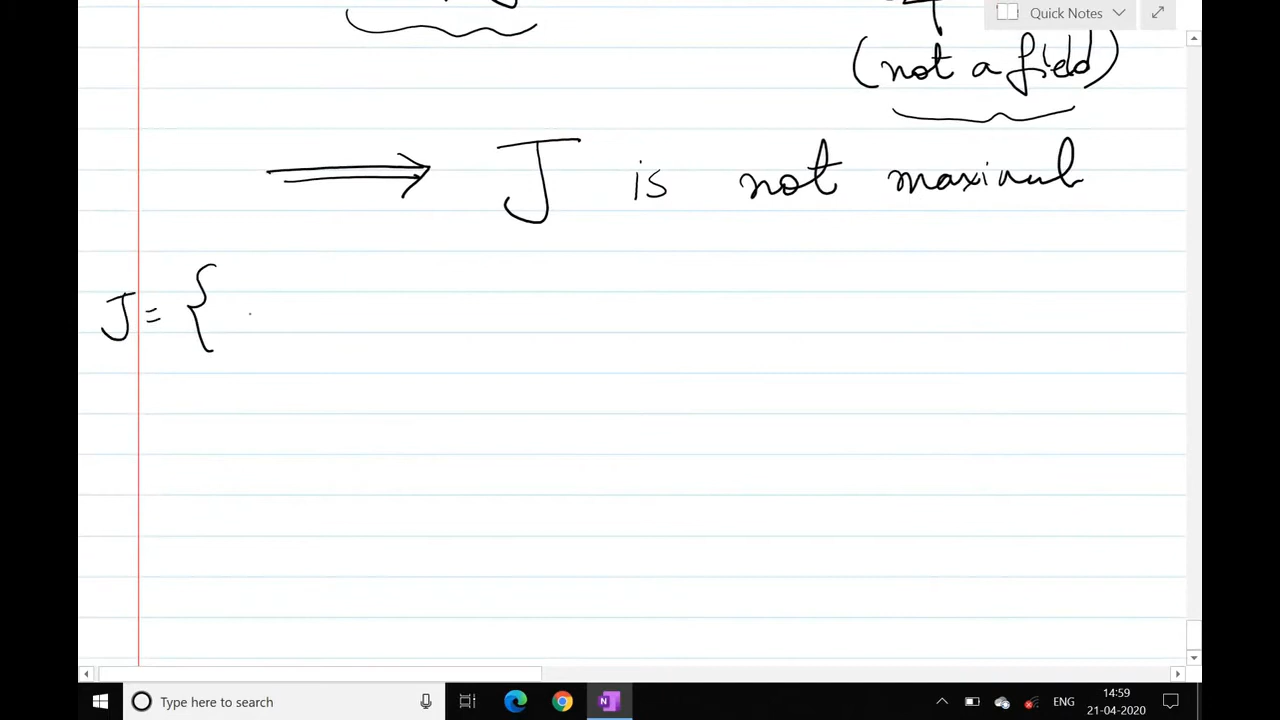 Quick Notes
(not a field)
⟹ J is not maximal
J = {
Type here to search
ENG
14:59
21-04-2020